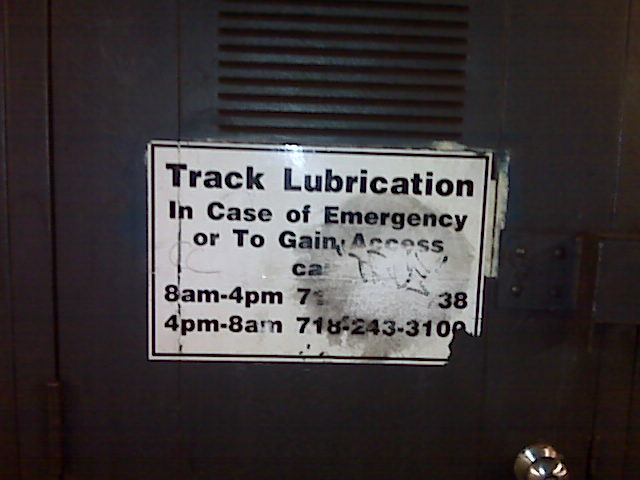 Track Lubrication
In Case of Emergency
or To Gain Access,
8am-4pm
4pm-8am 718-243-3100